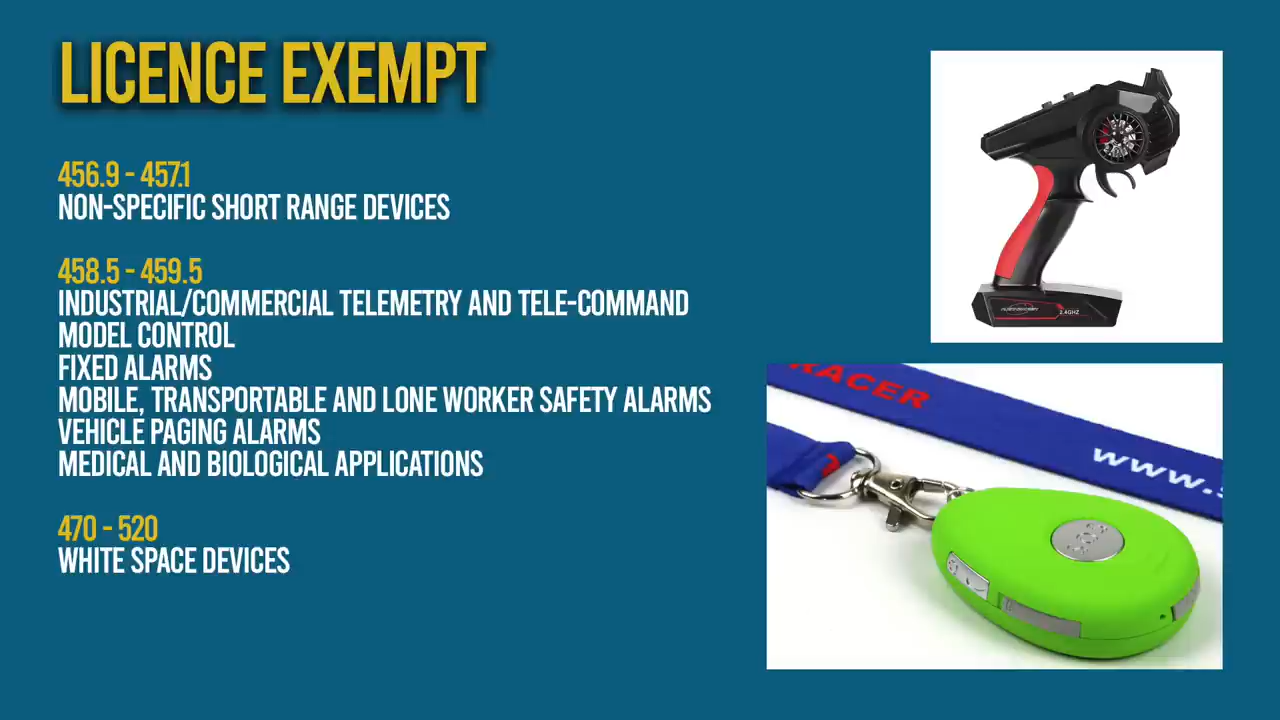 LICENCE EXEMPT
456.9 - 457.1
NON-SPECIFIC SHORT RANGE DEVICES
458.5 - 459.5
INDUSTRIAL/COMMERCIAL TELEMETRY AND TELE-COMMAND
MODEL CONTROL
FIXED ALARMS
MOBILE, TRANSPORTABLE AND LONE WORKER SAFETY ALARMS
VEHICLE PAGING ALARMS
MEDICAL AND BIOLOGICAL APPLICATIONS
470 - 520
WHITE SPACE DEVICES
2.4GHZ
RACER
www.s
SOS